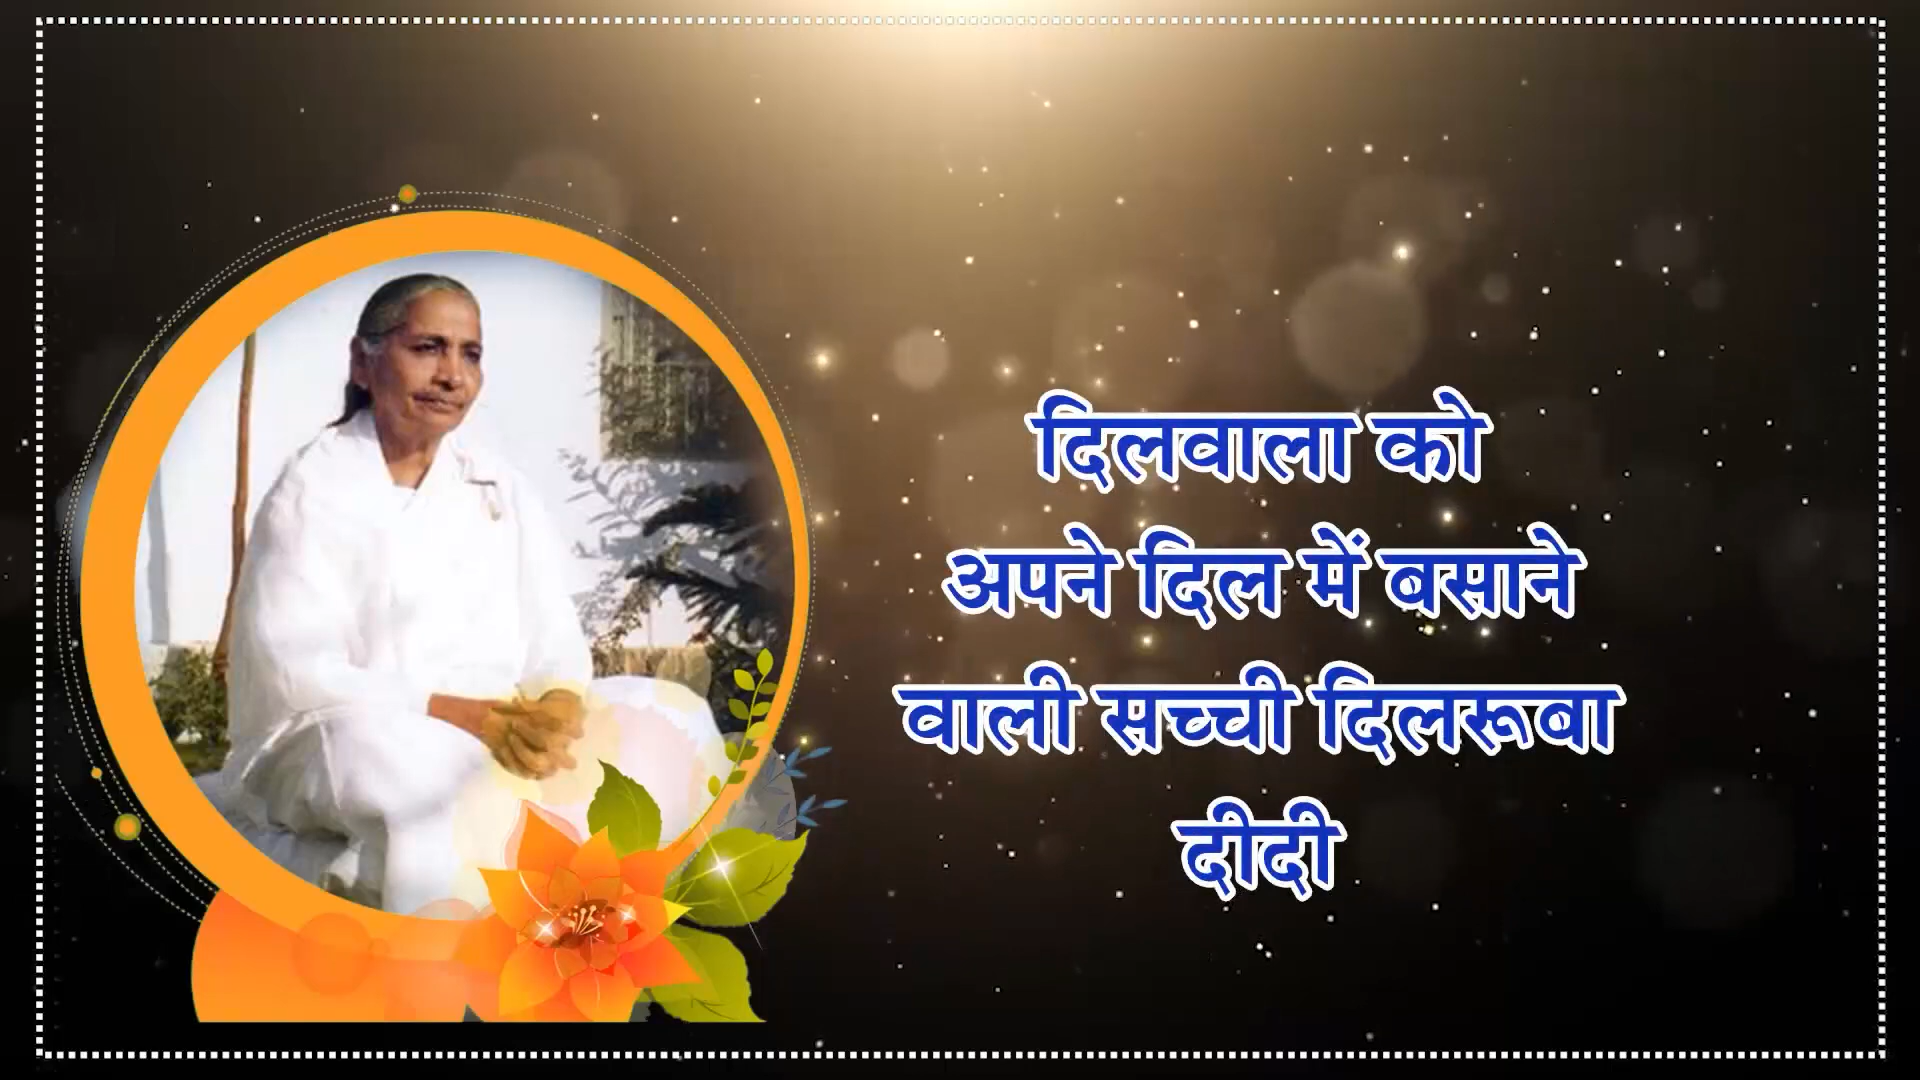 दिलवाला को
अपने दिल में बसाने
वाली सच्ची दिलरूबा
दीदी